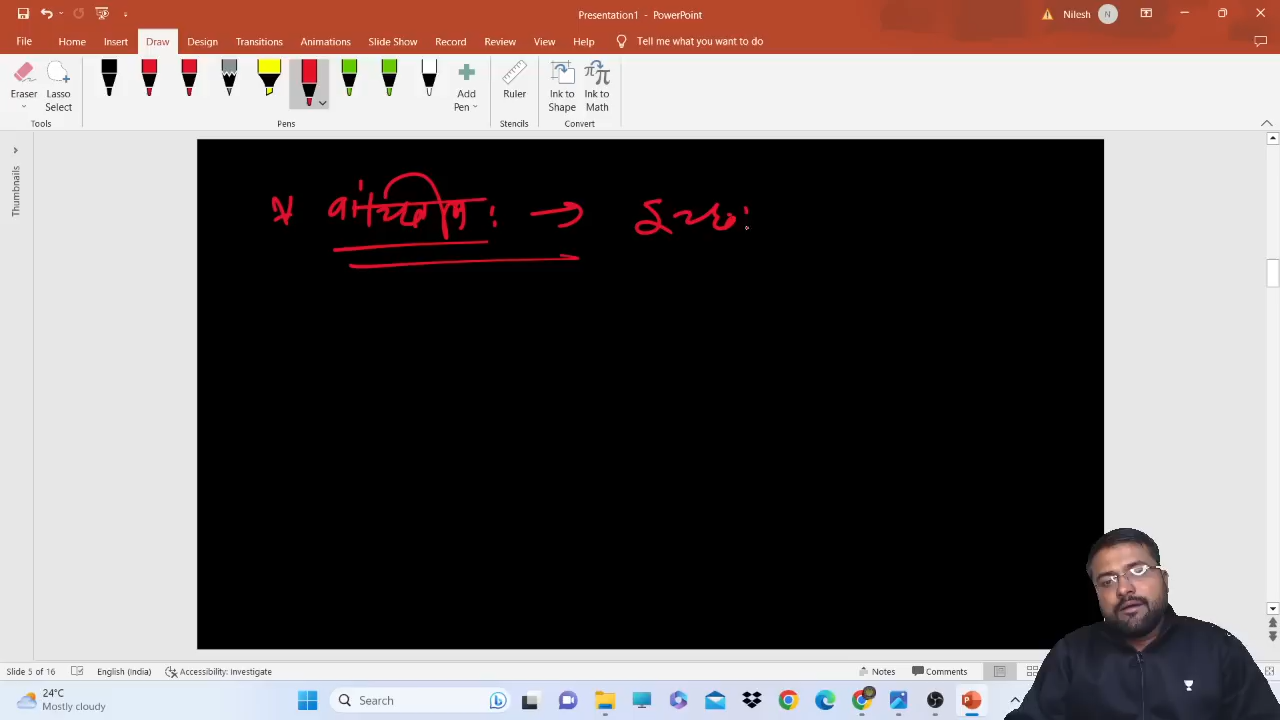 Presentation1 - PowerPoint
Nilesh N
File Home Insert Draw Design Transitions Animations Slide Show Record Review View Help Tell me what you want to do
Eraser Lasso Select Add Pen Ruler Ink to Shape Ink to Math
Tools Pens Stencils Convert
Thumbnails
Slide 5 of 16 English (India) Accessibility: Investigate Notes Comments
24°C
Mostly cloudy
Search